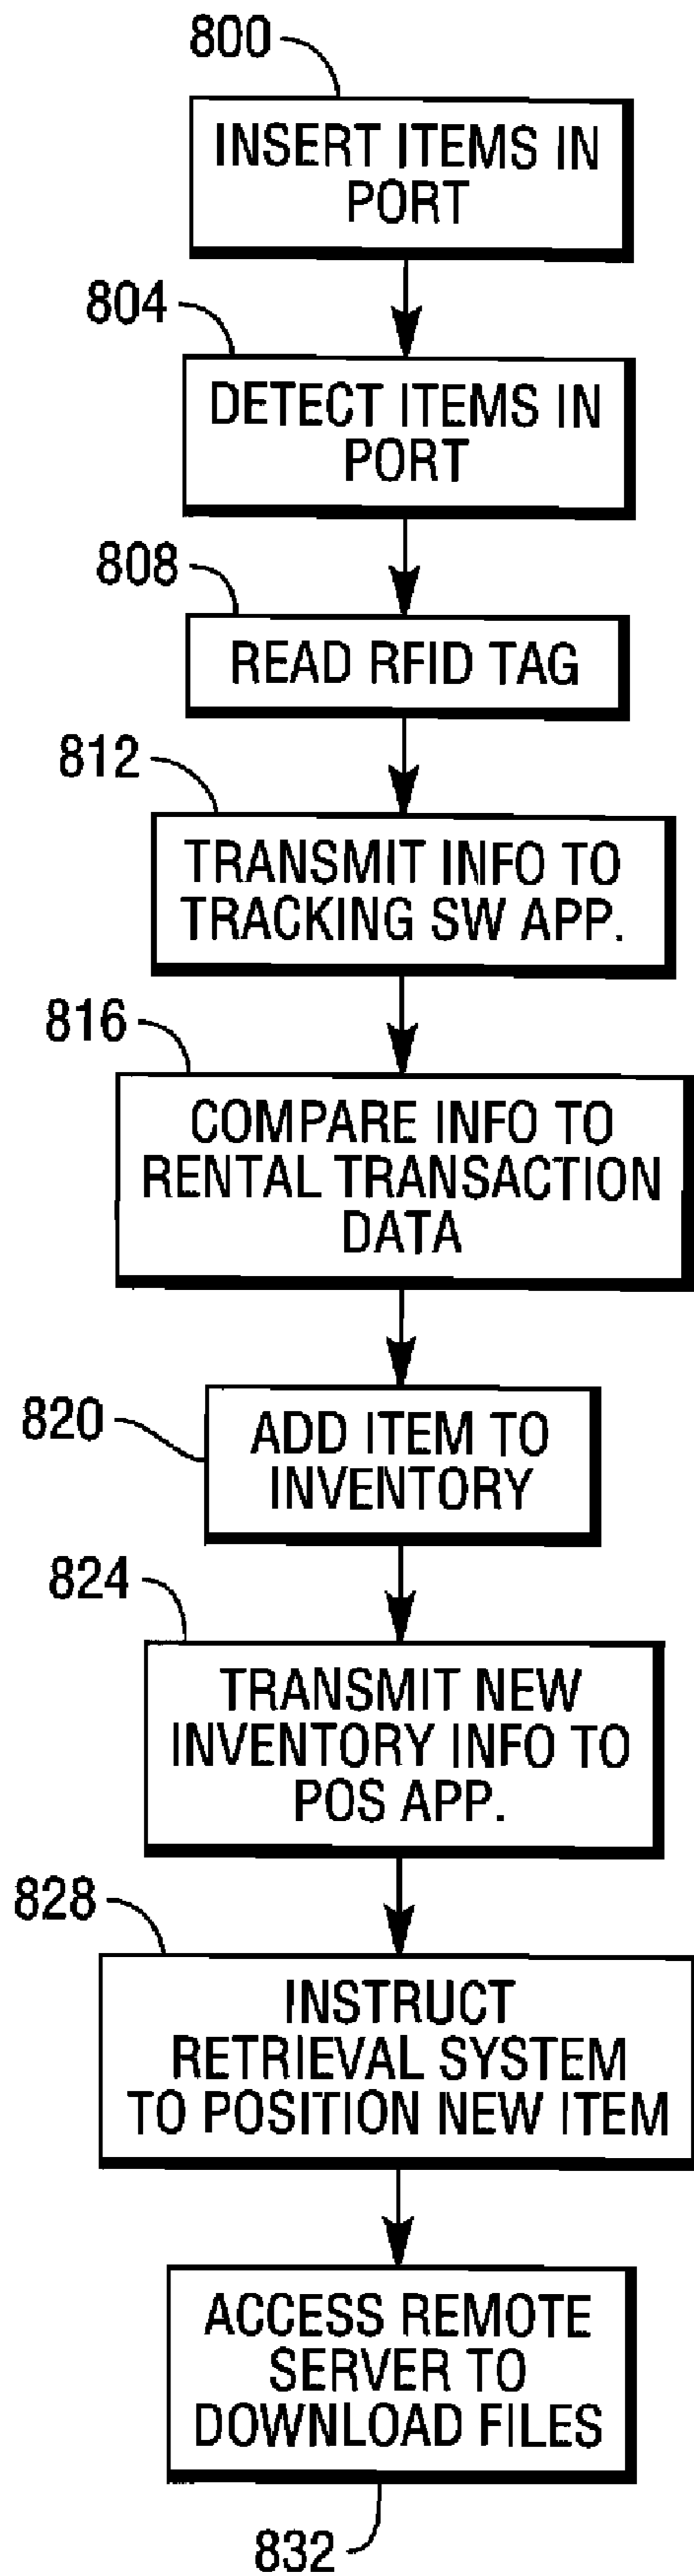 800
INSERT ITEMS IN
PORT
804
DETECT ITEMS IN
PORT
808
READ RFID TAG
812
TRANSMIT INFO TO
TRACKING SW APP.
816
COMPARE INFO TO
RENTAL TRANSACTION
DATA
820
ADD ITEM TO
INVENTORY
824
TRANSMIT NEW
INVENTORY INFO TO
POS APP.
828
INSTRUCT
RETRIEVAL SYSTEM
TO POSITION NEW ITEM
ACCESS REMOTE
SERVER TO
DOWNLOAD FILES
832